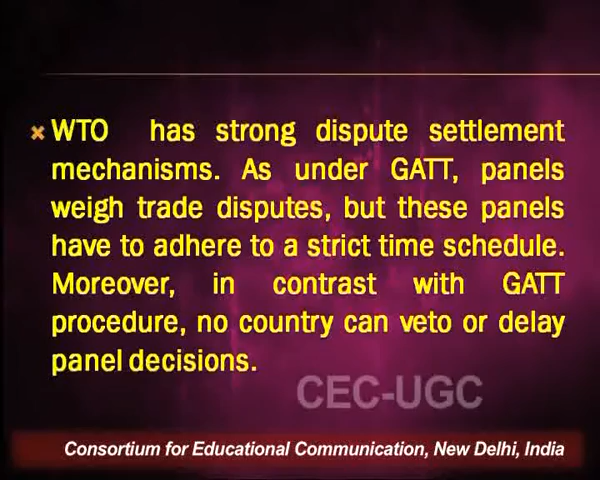 WTO has strong dispute settlement
mechanisms. As under GATT, panels
weigh trade disputes, but these panels
have to adhere to a strict time schedule.
Moreover, in contrast with GATT
procedure, no country can veto or delay
panel decisions.
CEC-UGC
Consortium for Educational Communication, New Delhi, India